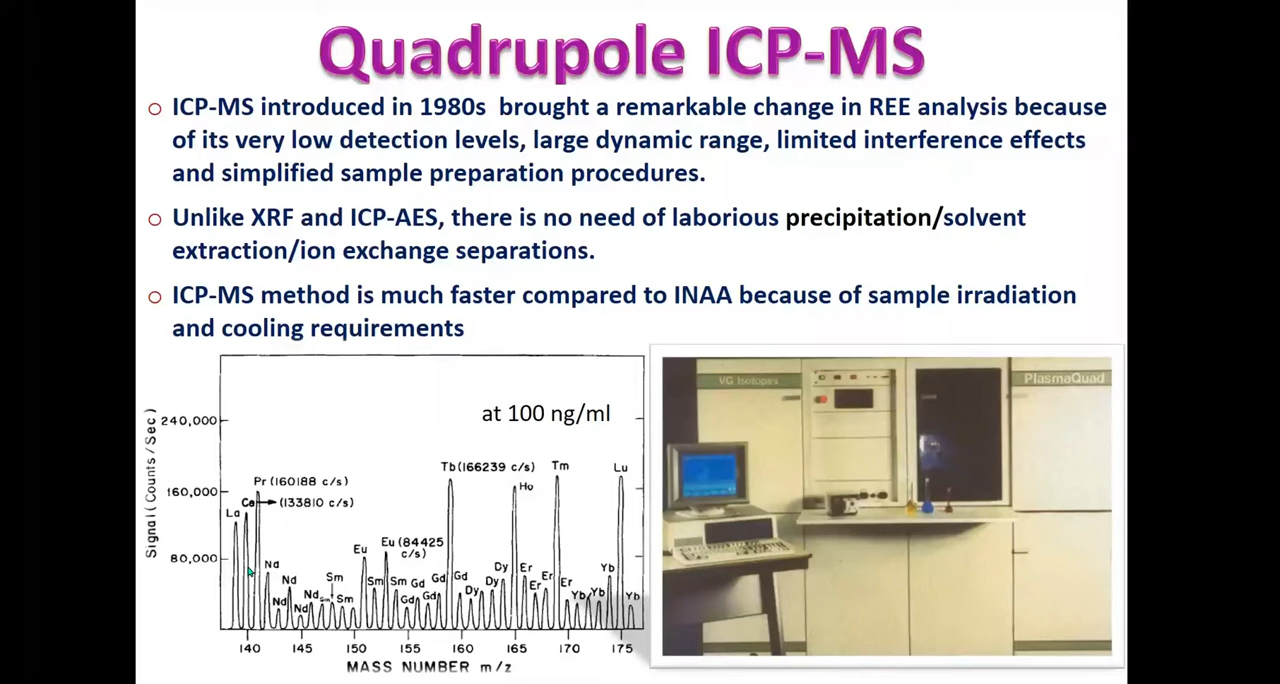 Quadrupole ICP-MS
ICP-MS introduced in 1980s brought a remarkable change in REE analysis because
of its very low detection levels, large dynamic range, limited interference effects
and simplified sample preparation procedures.
Unlike XRF and ICP-AES, there is no need of laborious precipitation/solvent
extraction/ion exchange separations.
ICP-MS method is much faster compared to INAA because of sample irradiation
and cooling requirements
at 100 ng/ml
Signal (Counts/Sec)
240,000
160,000
80,000
La
Ce (133810 c/s)
Pr (160188 c/s)
Nd
Nd
Nd
Nd
Nd
Sm
Sm
Sm
Eu
Sm
Eu (84425
c/s)
Sm
Gd
Gd
Gd
Gd
Tb (166239 c/s)
Gd
Dy
Dy
Dy
Ho
Er
Er
Er
Tm
Er
Yb
Yb
Yb
Lu
Yb
140
145
150
155
160
165
170
175
MASS NUMBER m/z
VG Isotopes
PlasmaQuad